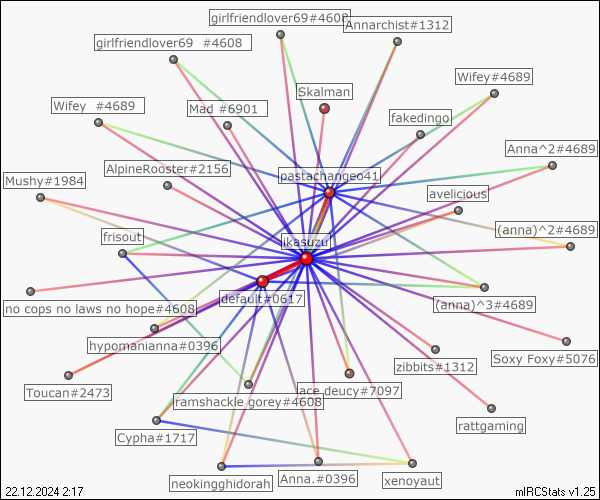 girlfriendlover69#4608
Annarchist#1312
girlfriendlover69 #4608
Wifey#4689
Skalman
Wifey #4689
Mad #6901
fakedingo
Anna^2#4689
AlpineRooster#2156
pastachangeo41
Mushy#1984
avelicious
(anna)^2#4689
frisout
ikasuzu
default#0617
no cops no laws no hope#4608
(anna)^3#4689
hypomanianna#0396
Soxy Foxy#5076
zibbits#1312
Toucan#2473
ace deucy#7097
ramshackle gorey#4608
rattgaming
Cypha#1717
neokingghidorah
Anna.#0396
xenoyaut
22.12.2024 2:17
mIRCStats v1.25